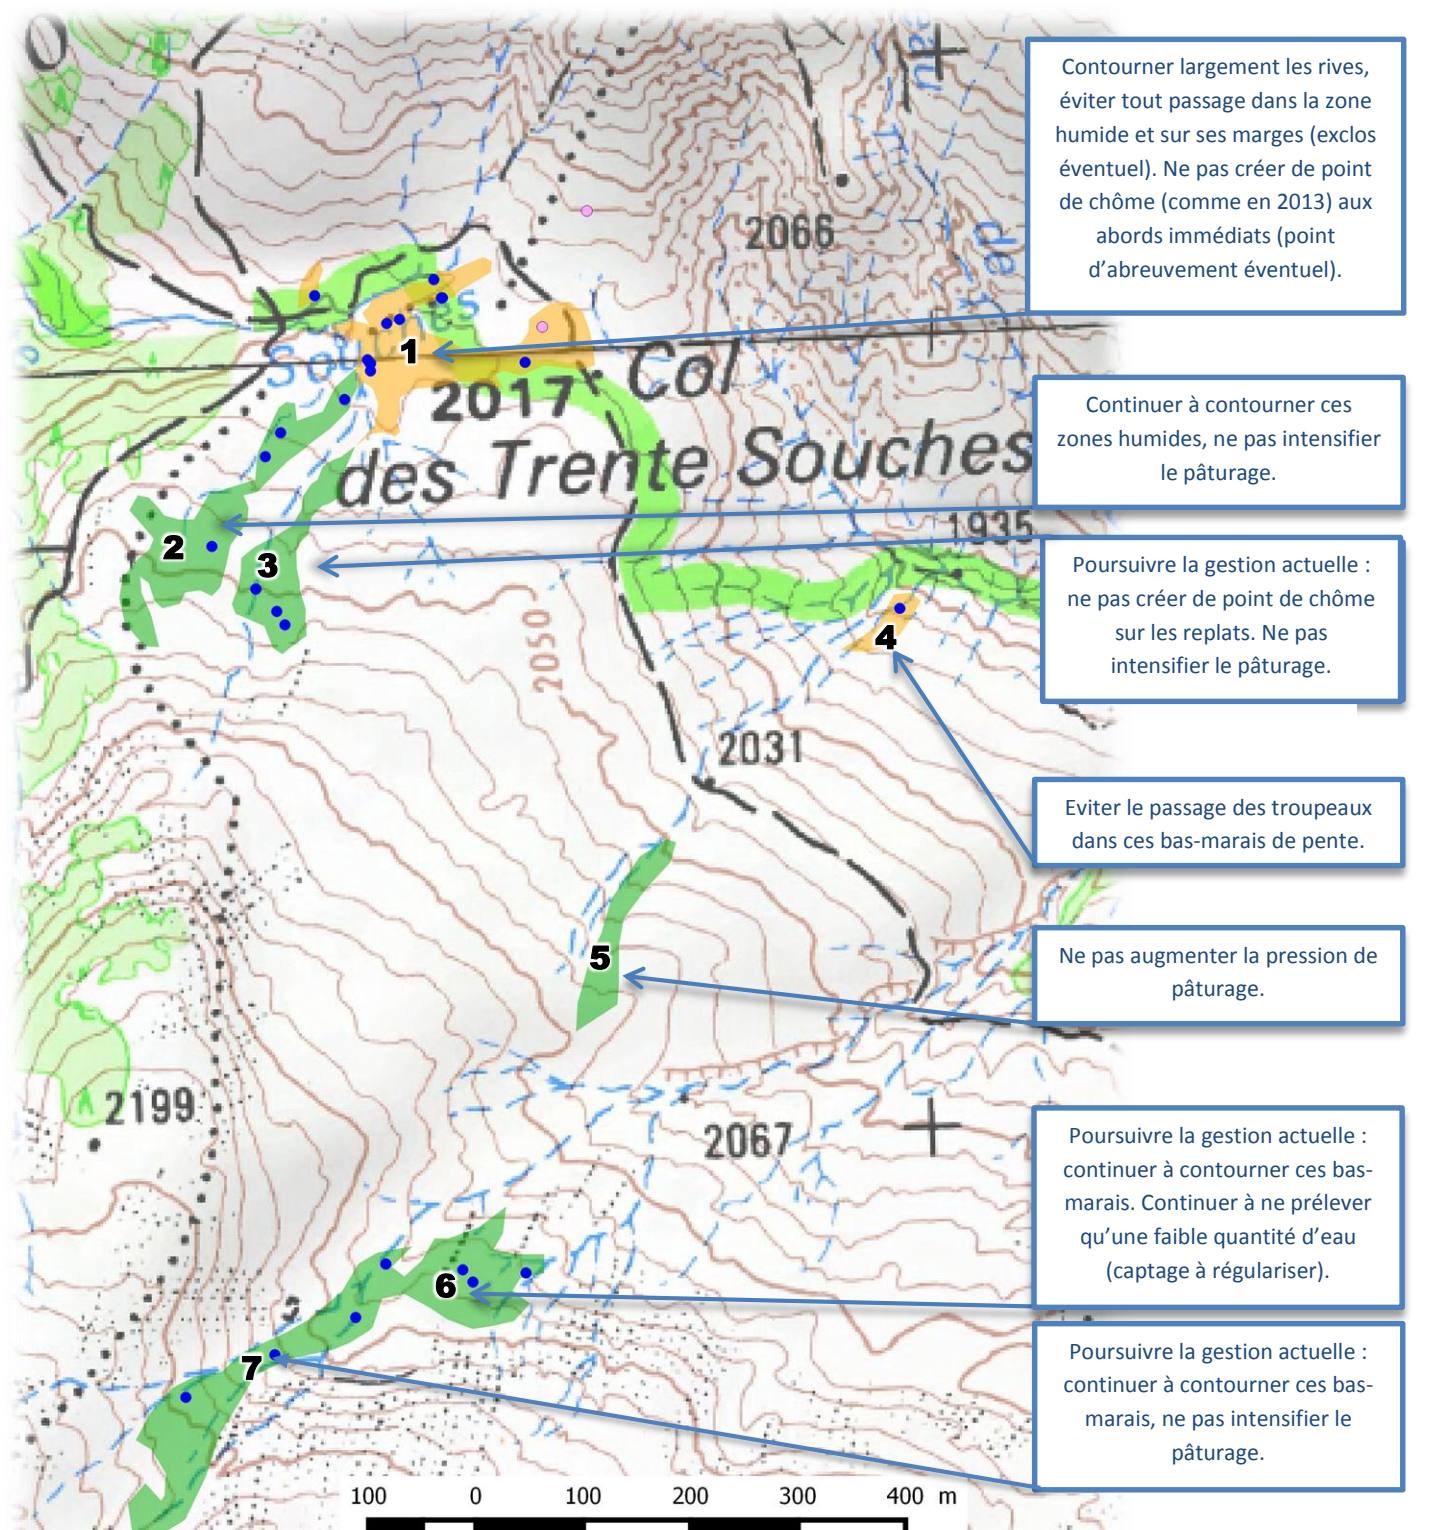 Contourner largement les rives,
éviter tout passage dans la zone
humide et sur ses marges (exclos
éventuel). Ne pas créer de point
de chôme (comme en 2013) aux
abords immédiats (point
d’abreuvement éventuel).
2066
1
2017
Col
des Trente Souches
Continuer à contourner ces
zones humides, ne pas intensifier
le pâturage.
1935
2
3
Poursuivre la gestion actuelle :
ne pas créer de point de chôme
sur les replats. Ne pas
intensifier le pâturage.
4
2050
2031
Eviter le passage des troupeaux
dans ces bas-marais de pente.
5
Ne pas augmenter la pression de
pâturage.
2199
2067
Poursuivre la gestion actuelle :
continuer à contourner ces bas-
marais. Continuer à ne prélever
qu’une faible quantité d’eau
(captage à régulariser).
6
7
Poursuivre la gestion actuelle :
continuer à contourner ces bas-
marais, ne pas intensifier le
pâturage.
100 0 100 200 300 400 m